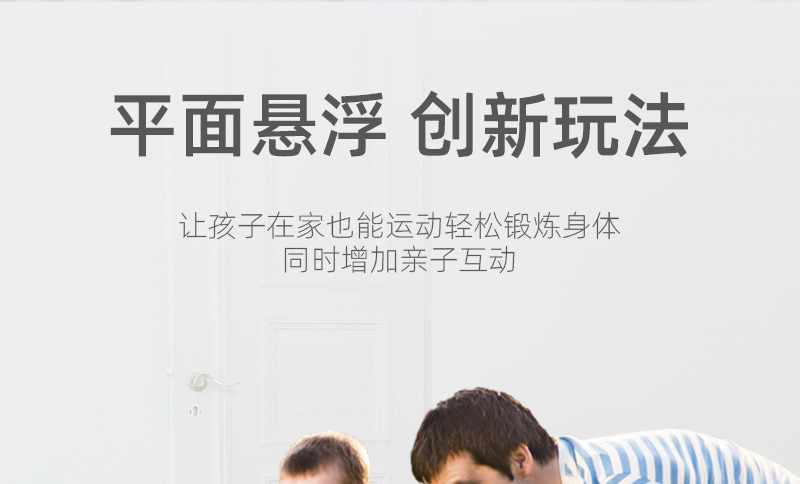 平面悬浮 创新玩法
让孩子在家也能运动轻松锻炼身体
同时增加亲子互动